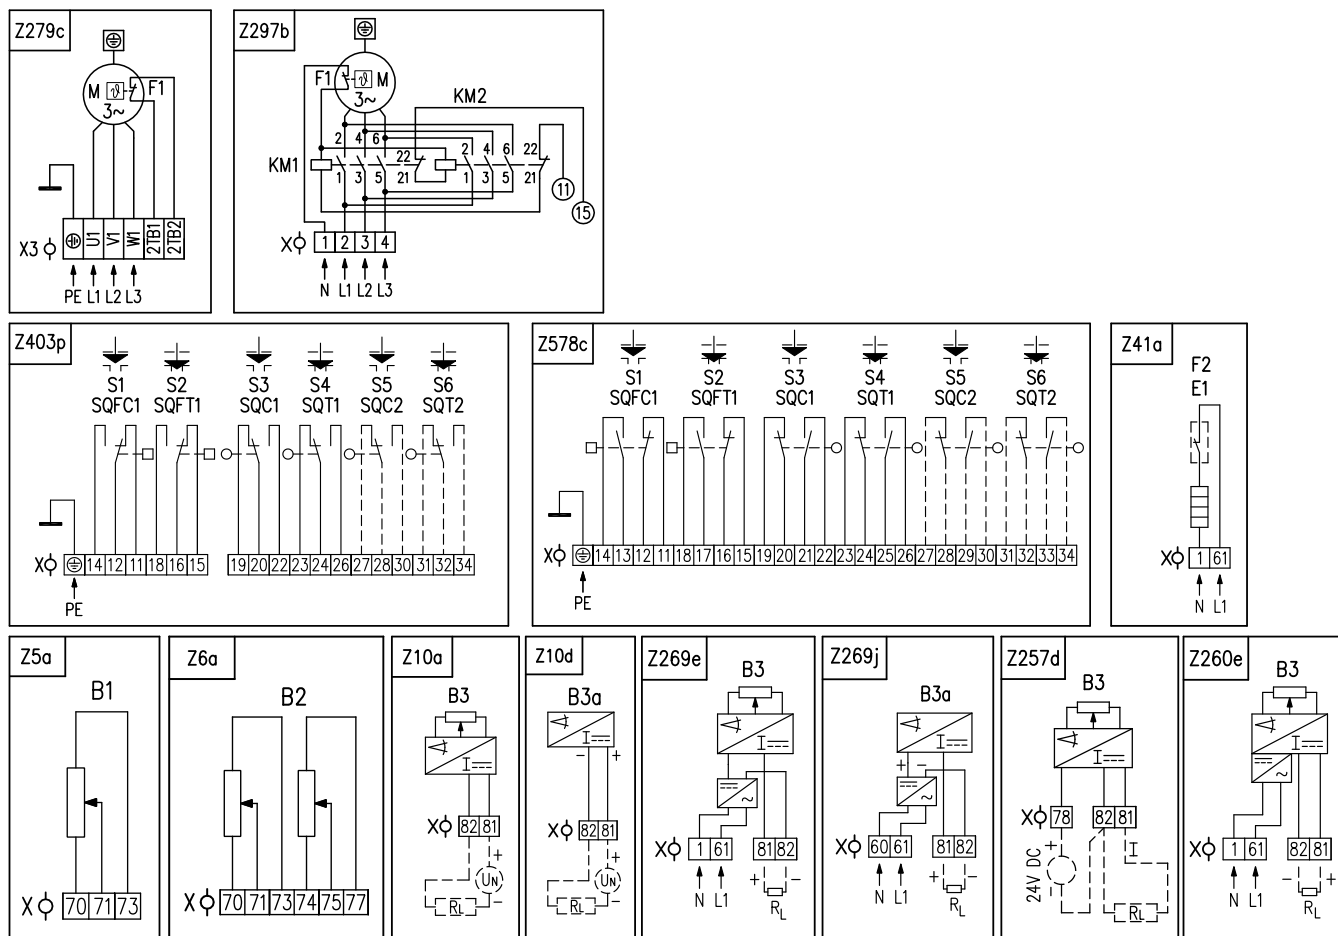 Z279c
M ϑ F1
3~
X3 U1 V1 W1 2TB1 2TB2
PE L1 L2 L3
Z297b
F1 ϑ M
3~
KM2
2 4 6 2 4 6 22
KM1 22
1 3 5 21 1 3 5 21
11
15
X 1 2 3 4
N L1 L2 L3
Z403p
S1 S2 S3 S4 S5 S6
SQFC1 SQFT1 SQC1 SQT1 SQC2 SQT2
X 14 12 11 18 16 15 19 20 22 23 24 26 27 28 30 31 32 34
PE
Z578c
S1 S2 S3 S4 S5 S6
SQFC1 SQFT1 SQC1 SQT1 SQC2 SQT2
X 14 13 12 11 18 17 16 15 19 20 21 22 23 24 25 26 27 28 29 30 31 32 33 34
PE
Z41a
F2
E1
X 1 61
N L1
Z5a
B1
X 70 71 73
Z6a
B2
X 70 71 73 74 75 77
Z10a
B3
I
X 82 81
+
UN
RL −
Z10d
B3a
I
− +
X 82 81
+
UN
RL −
Z269e
B3
I
~
X 1 61 81 82
+ −
N L1 RL
Z269j
B3a
I
+ −
~
X 60 61 81 82
+ −
N L1 RL
Z257d
B3
I
X 78 82 81
+ I
24V DC
RL
Z260e
B3
I
~
X 1 61 82 81
− +
N L1 RL